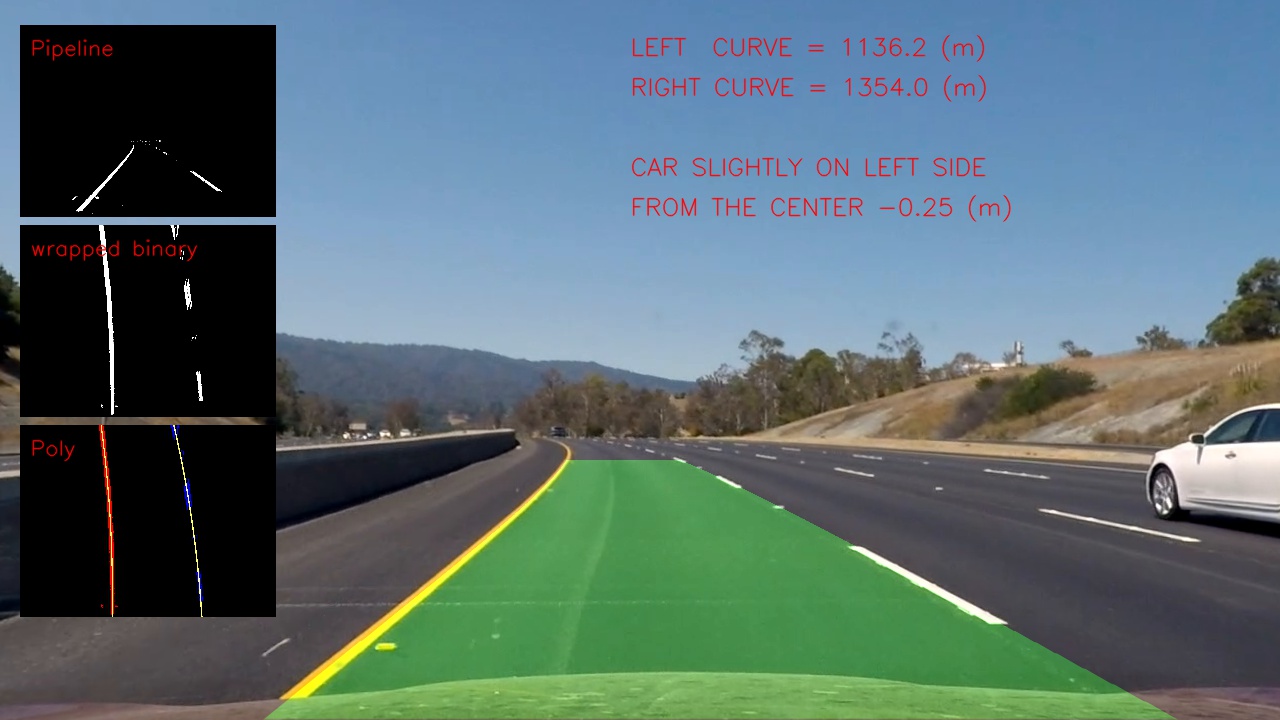 Pipeline
LEFT CURVE = 1136.2 (m)
RIGHT CURVE = 1354.0 (m)
CAR SLIGHTLY ON LEFT SIDE
FROM THE CENTER -0.25 (m)
wrapped binary
Poly